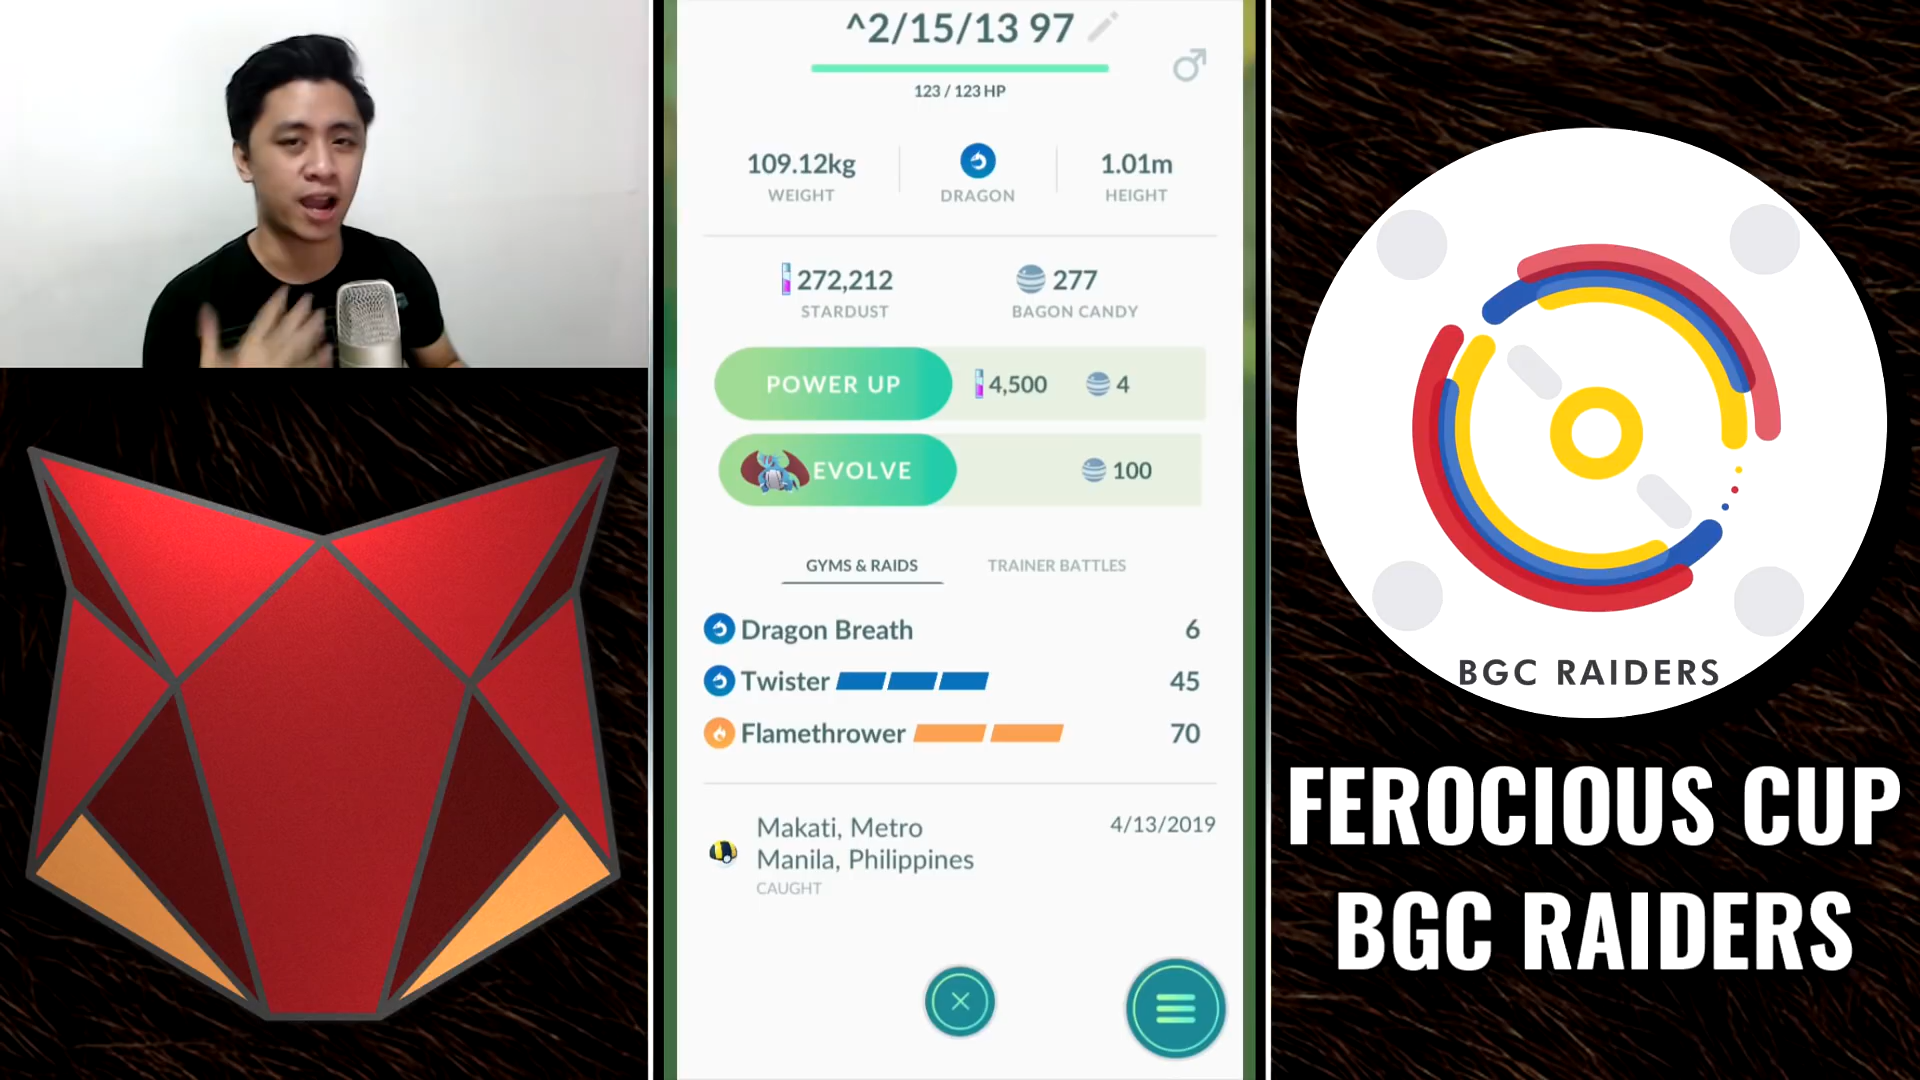 ^2/15/13 97
123 / 123 HP
109.12kg
WEIGHT
DRAGON
1.01m
HEIGHT
272,212
STARDUST
277
BAGON CANDY
POWER UP
4,500
4
EVOLVE
100
GYMS & RAIDS
TRAINER BATTLES
Dragon Breath
6
Twister
45
Flamethrower
70
Makati, Metro
Manila, Philippines
CAUGHT
4/13/2019
BGC RAIDERS
FEROCIOUS CUP
BGC RAIDERS